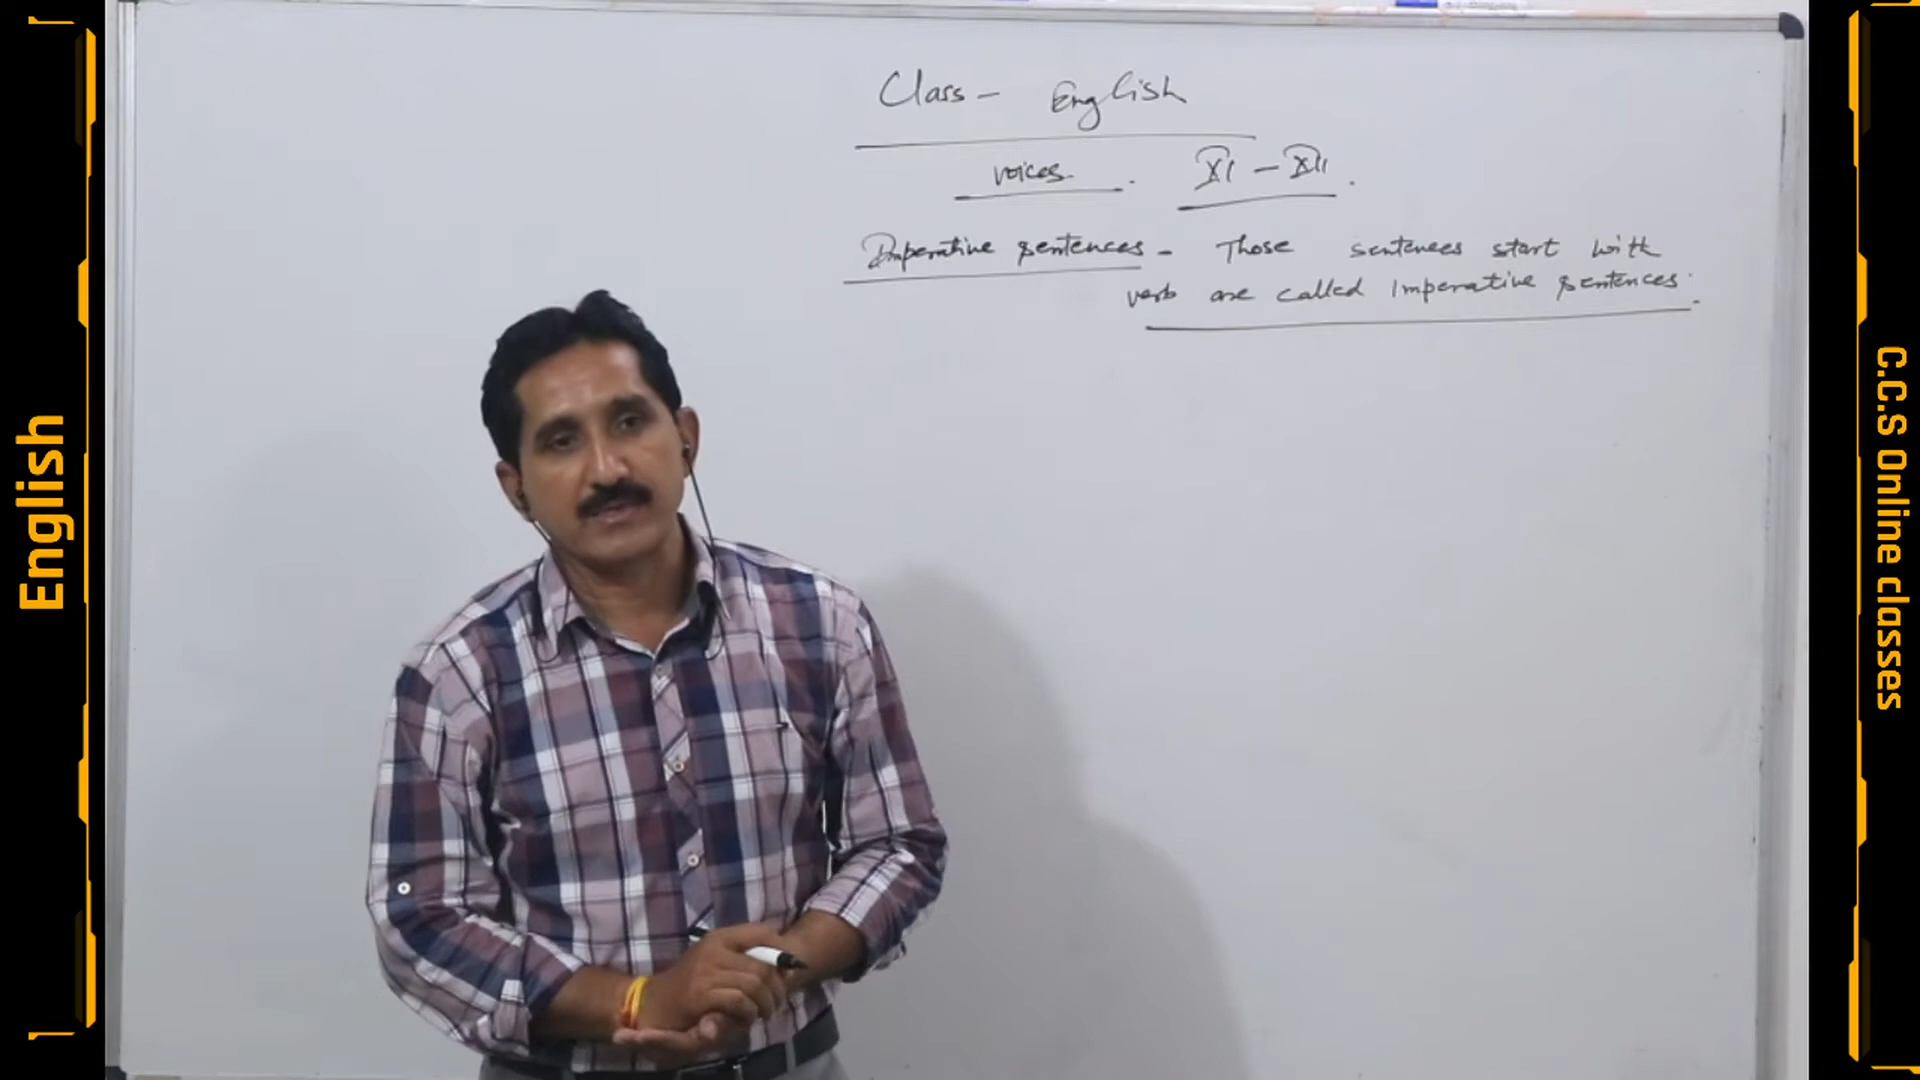 Class - English
voices. XI - XII.
Imperative sentences - Those sentences start with
verb are called Imperative sentences.
English
C.C.S Online classes